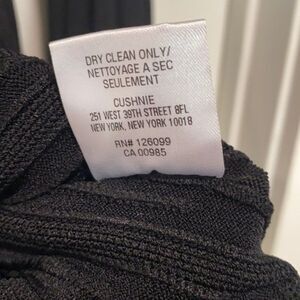 DRY CLEAN ONLY/
NETTOYAGE A SEC
SEULEMENT
CUSHNIE
251 WEST 39TH STREET 8FL
NEW YORK, NEW YORK 10018
RN# 126099
CA 00985